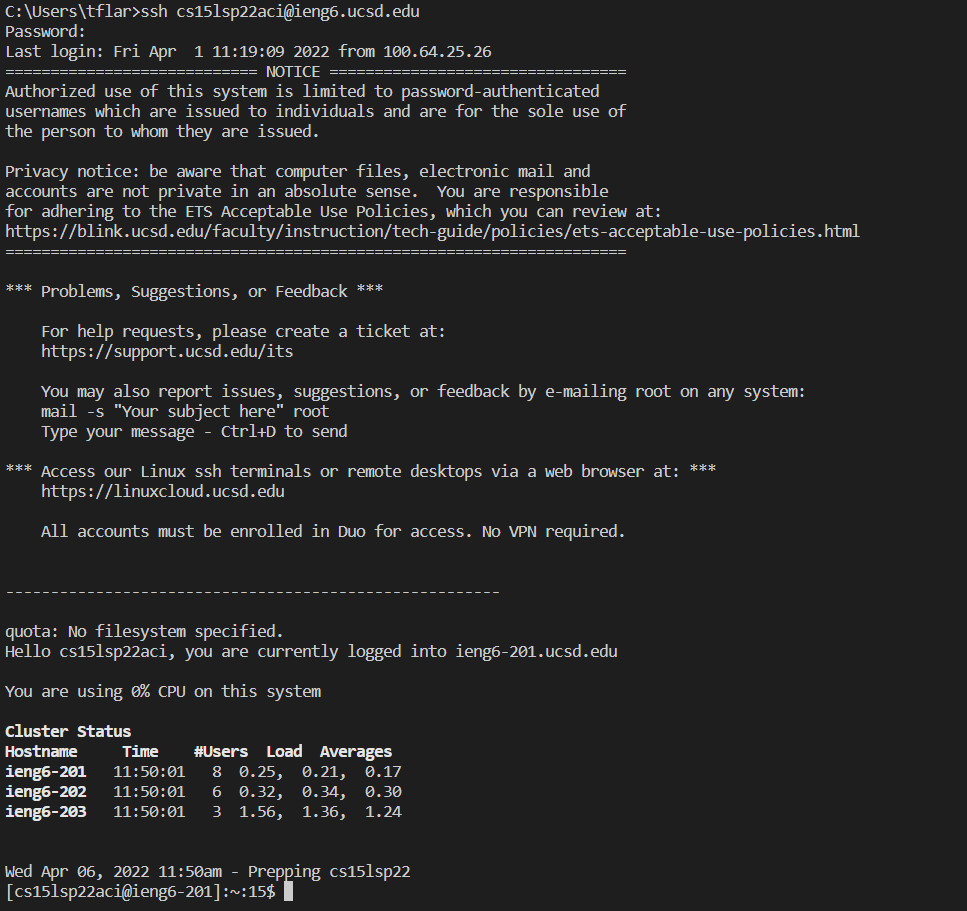 C:\Users\tflar>ssh cs15lsp22aci@ieng6.ucsd.edu
Password:
Last login: Fri Apr  1 11:19:09 2022 from 100.64.25.26
============================ NOTICE =================================
Authorized use of this system is limited to password-authenticated
usernames which are issued to individuals and are for the sole use of
the person to whom they are issued.

Privacy notice: be aware that computer files, electronic mail and
accounts are not private in an absolute sense.  You are responsible
for adhering to the ETS Acceptable Use Policies, which you can review at:
https://blink.ucsd.edu/faculty/instruction/tech-guide/policies/ets-acceptable-use-policies.html
=====================================================================

*** Problems, Suggestions, or Feedback ***

    For help requests, please create a ticket at:
    https://support.ucsd.edu/its

    You may also report issues, suggestions, or feedback by e-mailing root on any system:
    mail -s "Your subject here" root
    Type your message - Ctrl+D to send

*** Access our Linux ssh terminals or remote desktops via a web browser at: ***
    https://linuxcloud.ucsd.edu

    All accounts must be enrolled in Duo for access. No VPN required.


-------------------------------------------------------

quota: No filesystem specified.
Hello cs15lsp22aci, you are currently logged into ieng6-201.ucsd.edu

You are using 0% CPU on this system

Cluster Status
Hostname     Time    #Users  Load  Averages
ieng6-201   11:50:01   8  0.25,  0.21,  0.17
ieng6-202   11:50:01   6  0.32,  0.34,  0.30
ieng6-203   11:50:01   3  1.56,  1.36,  1.24


Wed Apr 06, 2022 11:50am - Prepping cs15lsp22
[cs15lsp22aci@ieng6-201]:~:15$